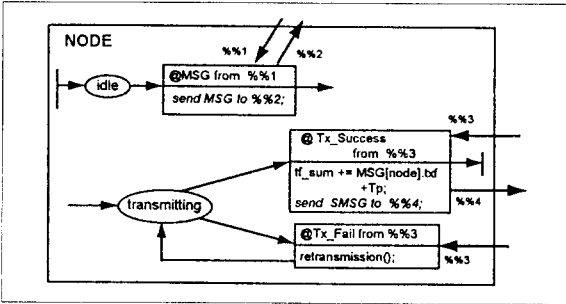 NODE
%%1
%%2
idle
@MSG from %%1
send MSG to %%2;
%%3
@ Tx_Success
from %%3
tf_sum += MSG[node].txf
+Tp;
send SMSG to %%4;
%%4
transmitting
@Tx_Fail from %%3
retransmission();
%%3